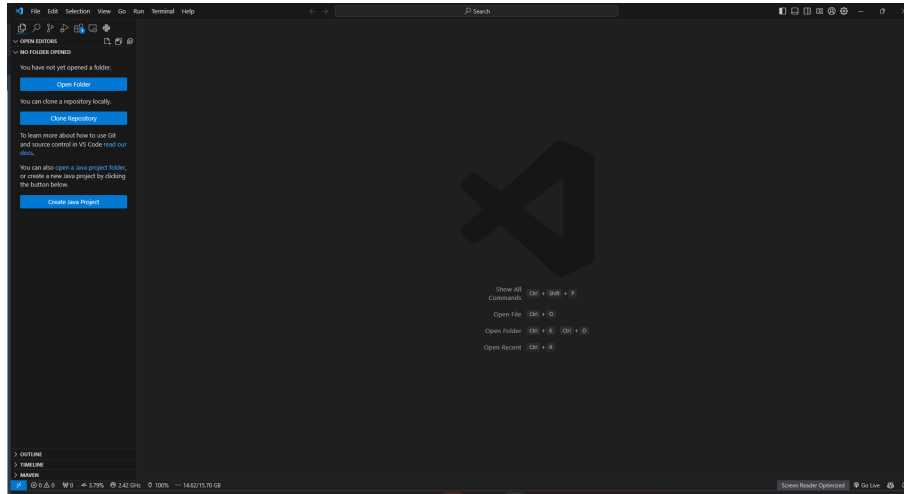 File Edit Selection View Go Run Terminal Help
Search
OPEN EDITORS
NO FOLDER OPENED
You have not yet opened a folder.
Open Folder
You can clone a repository locally.
Clone Repository
To learn more about how to use Git
and source control in VS Code read our
docs.
You can also open a Java project folder,
or create a new Java project by clicking
the button below.
Create Java Project
Show All
Commands Ctrl + Shift + P
Open File Ctrl + O
Open Folder Ctrl + K Ctrl + O
Open Recent Ctrl + R
OUTLINE
TIMELINE
MAVEN
0 0 0 3.79% 2.42 GHz 100% 14.62/15.70 GB
Screen Reader Optimized Go Live